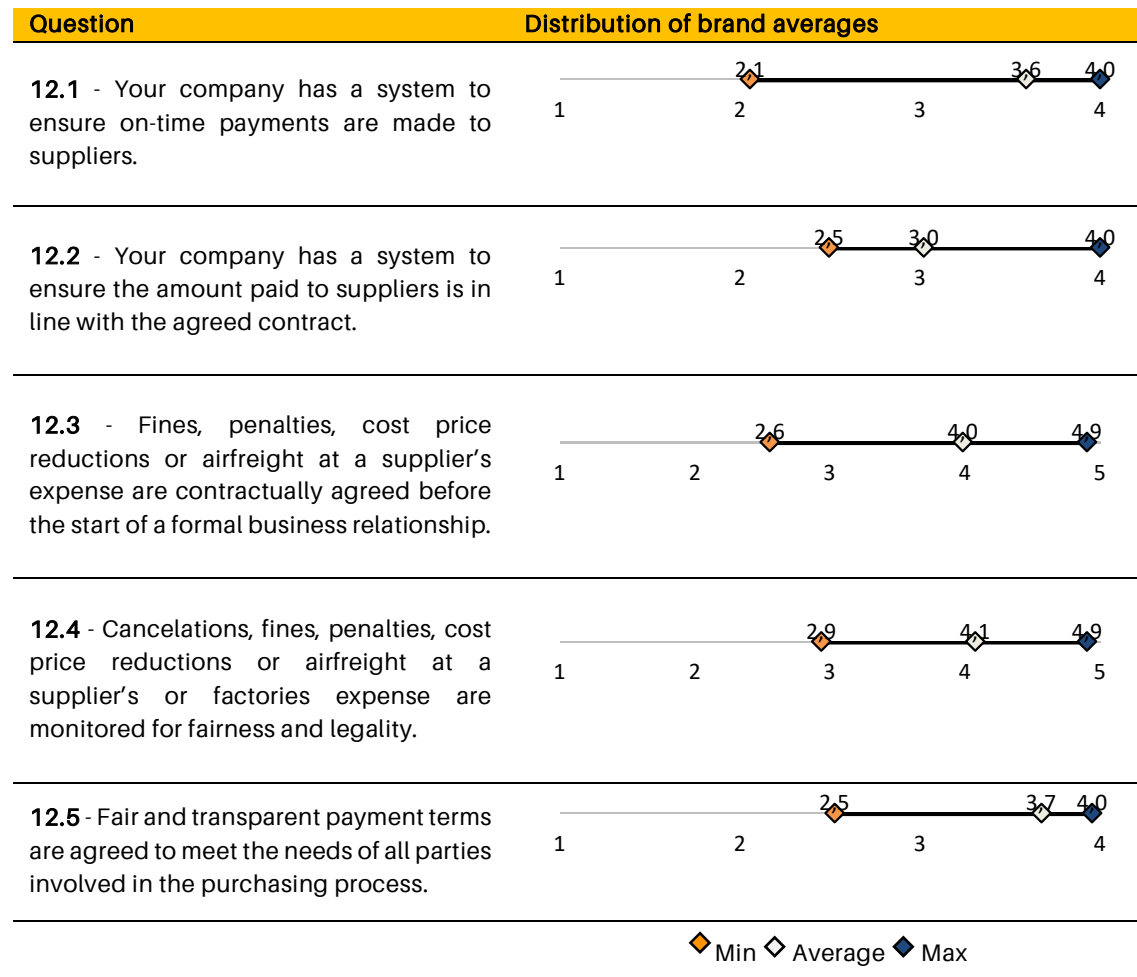 Question Distribution of brand averages
12.1 - Your company has a system to
ensure on-time payments are made to
suppliers.
2,1 3,6 4,0
1 2 3 4
12.2 - Your company has a system to
ensure the amount paid to suppliers is in
line with the agreed contract.
2,5 3,0 4,0
1 2 3 4
12.3 - Fines, penalties, cost price
reductions or airfreight at a supplier's
expense are contractually agreed before
the start of a formal business relationship.
2,6 4,0 4,9
1 2 3 4 5
12.4 - Cancelations, fines, penalties, cost
price reductions or airfreight at a
supplier's or factories expense are
monitored for fairness and legality.
2,9 4,1 4,9
1 2 3 4 5
12.5 - Fair and transparent payment terms
are agreed to meet the needs of all parties
involved in the purchasing process.
2,5 3,7 4,0
1 2 3 4
Min Average Max